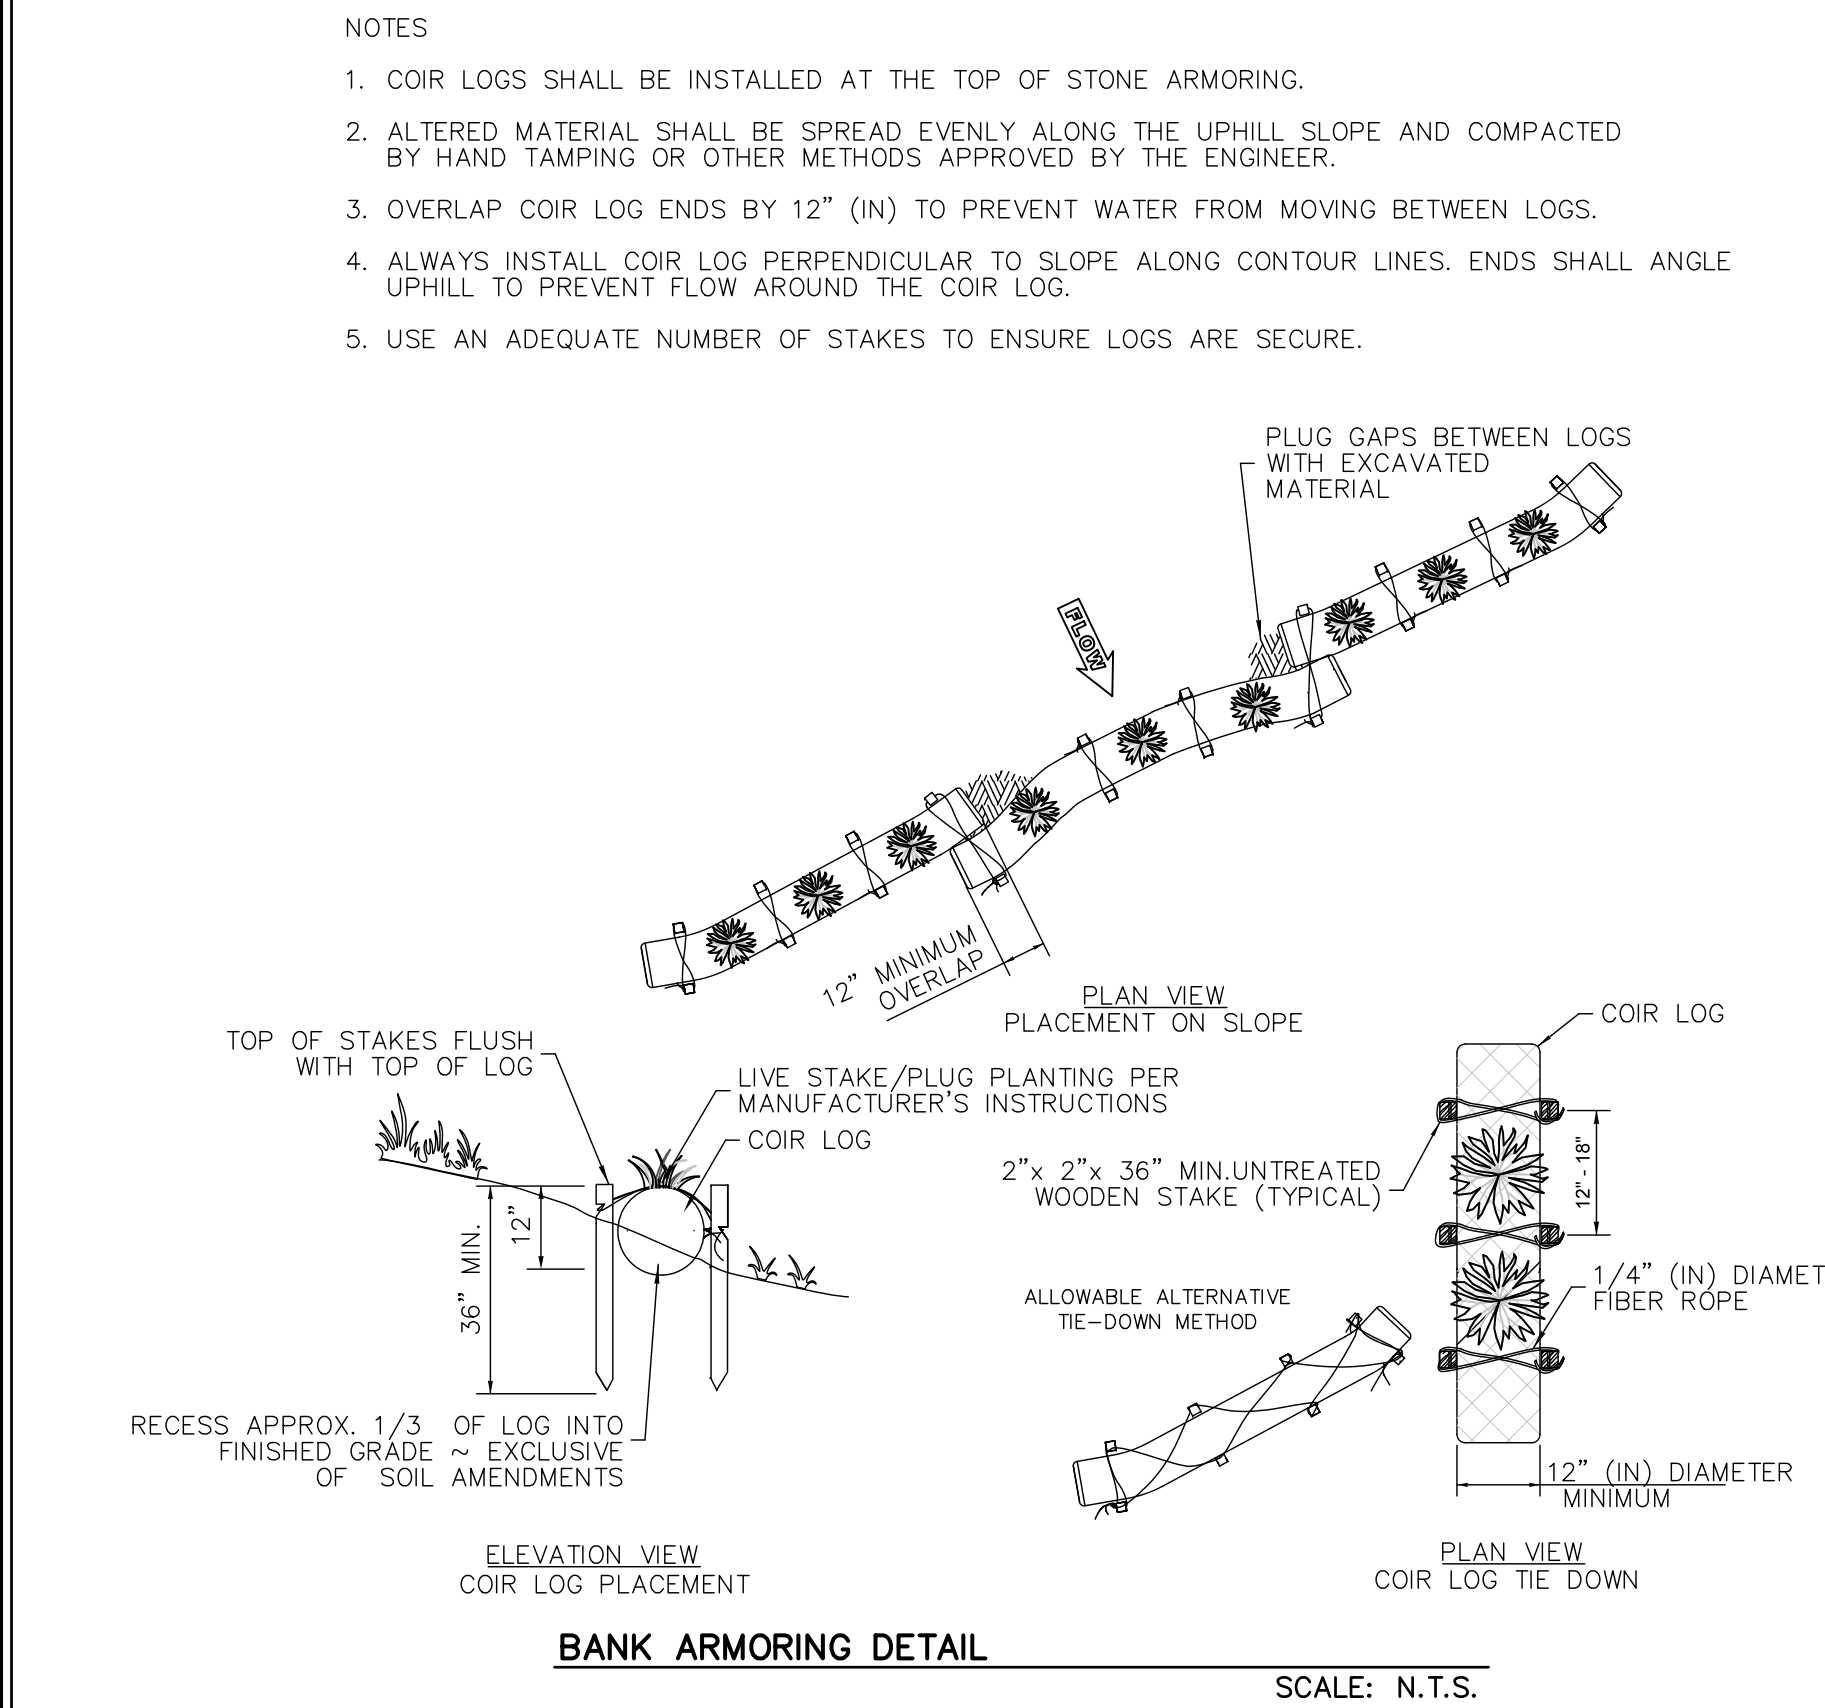 NOTES
1. COIR LOGS SHALL BE INSTALLED AT THE TOP OF STONE ARMORING.
2. ALTERED MATERIAL SHALL BE SPREAD EVENLY ALONG THE UPHILL SLOPE AND COMPACTED
BY HAND TAMPING OR OTHER METHODS APPROVED BY THE ENGINEER.
3. OVERLAP COIR LOG ENDS BY 12” (IN) TO PREVENT WATER FROM MOVING BETWEEN LOGS.
4. ALWAYS INSTALL COIR LOG PERPENDICULAR TO SLOPE ALONG CONTOUR LINES. ENDS SHALL ANGLE
UPHILL TO PREVENT FLOW AROUND THE COIR LOG.
5. USE AN ADEQUATE NUMBER OF STAKES TO ENSURE LOGS ARE SECURE.
PLUG GAPS BETWEEN LOGS
WITH EXCAVATED
MATERIAL
FLOW
12” MINIMUM
OVERLAP
PLAN VIEW
PLACEMENT ON SLOPE
TOP OF STAKES FLUSH
WITH TOP OF LOG
LIVE STAKE/PLUG PLANTING PER
MANUFACTURER’S INSTRUCTIONS
COIR LOG
36” MIN.
12”
RECESS APPROX. 1/3 OF LOG INTO
FINISHED GRADE ~ EXCLUSIVE
OF SOIL AMENDMENTS
ELEVATION VIEW
COIR LOG PLACEMENT
COIR LOG
2”x 2”x 36” MIN.UNTREATED
WOODEN STAKE (TYPICAL)
12" - 18"
1/4” (IN) DIAMET
FIBER ROPE
ALLOWABLE ALTERNATIVE
TIE-DOWN METHOD
12” (IN) DIAMETER
MINIMUM
PLAN VIEW
COIR LOG TIE DOWN
BANK ARMORING DETAIL
SCALE: N.T.S.